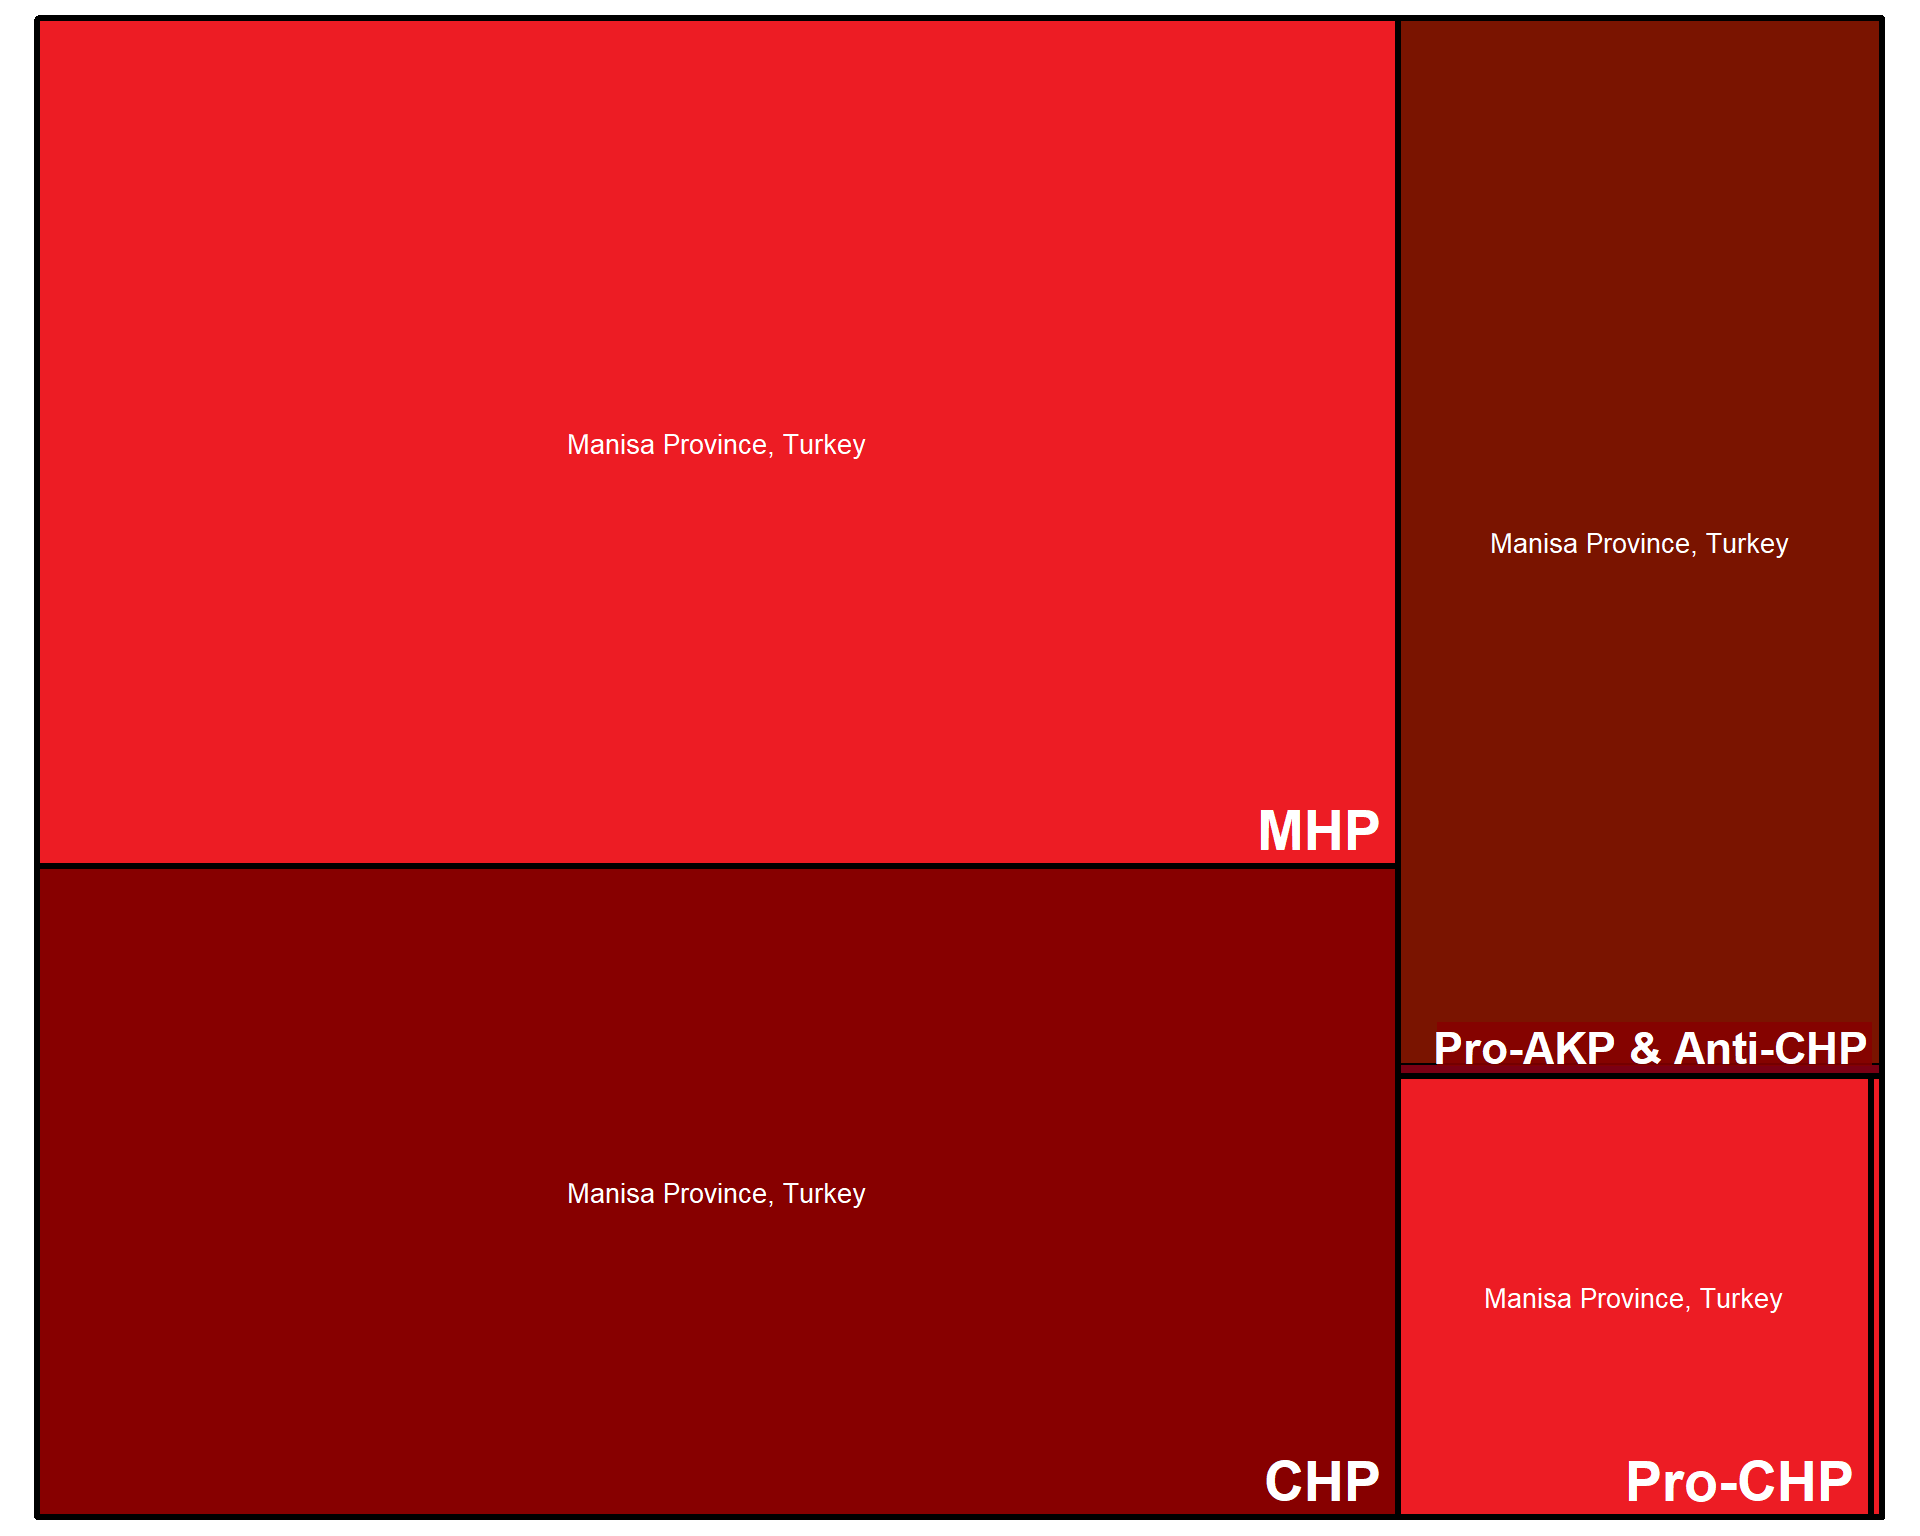 Manisa Province, Turkey
MHP
Manisa Province, Turkey
CHP
Manisa Province, Turkey
Pro-AKP & Anti-CHP
Manisa Province, Turkey
Pro-CHP